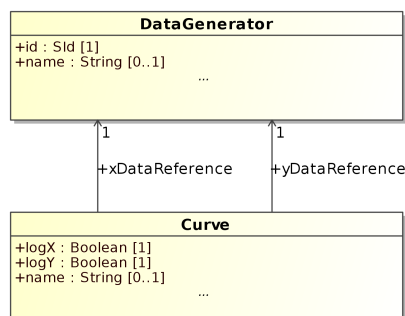 DataGenerator
+id : SId [1]
+name : String [0..1]
...
1 1
+xDataReference +yDataReference
Curve
+logX : Boolean [1]
+logY : Boolean [1]
+name : String [0..1]
...